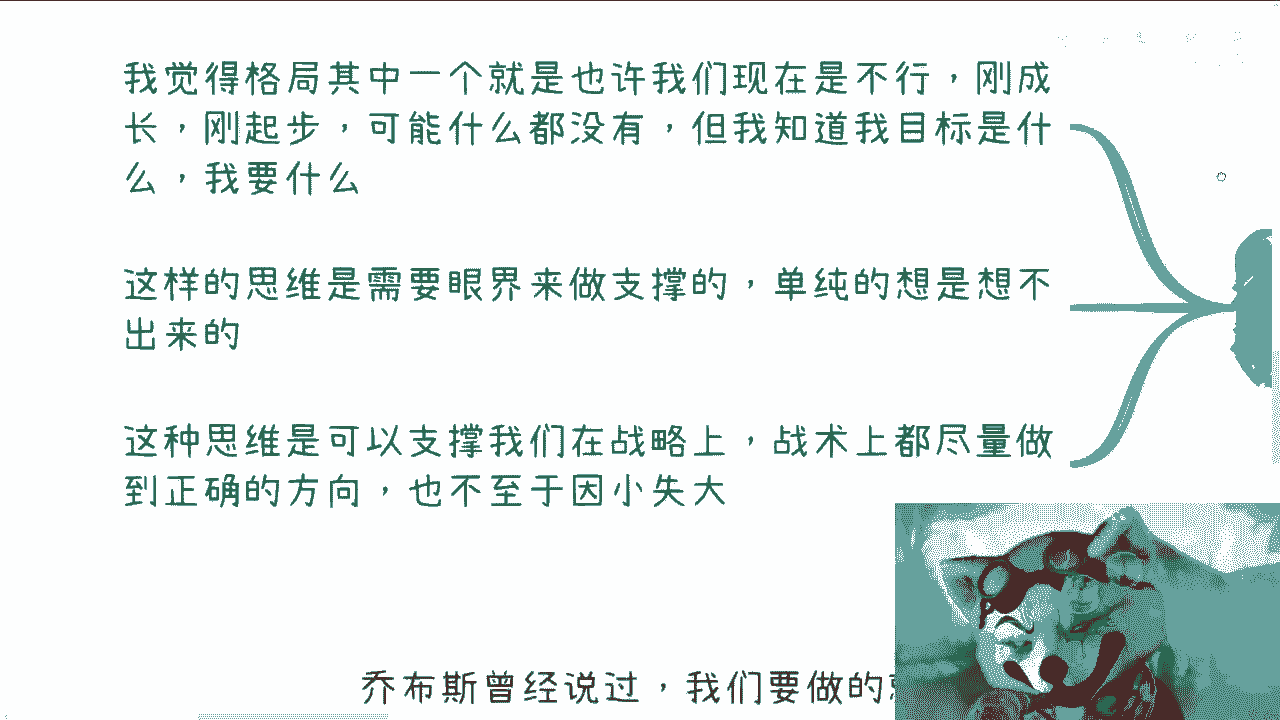 我觉得格局其中一个就是也许我们现在是不行，刚成
长，刚起步，可能什么都没有，但我知道我目标是什
么，我要什么
这样的思维是需要眼界来做支撑的，单纯的想是想不
出来的
这种思维是可以支撑我们在战略上，战术上都尽量做
到正确的方向，也不至于因小失大
乔布斯曾经说过，我们要做的